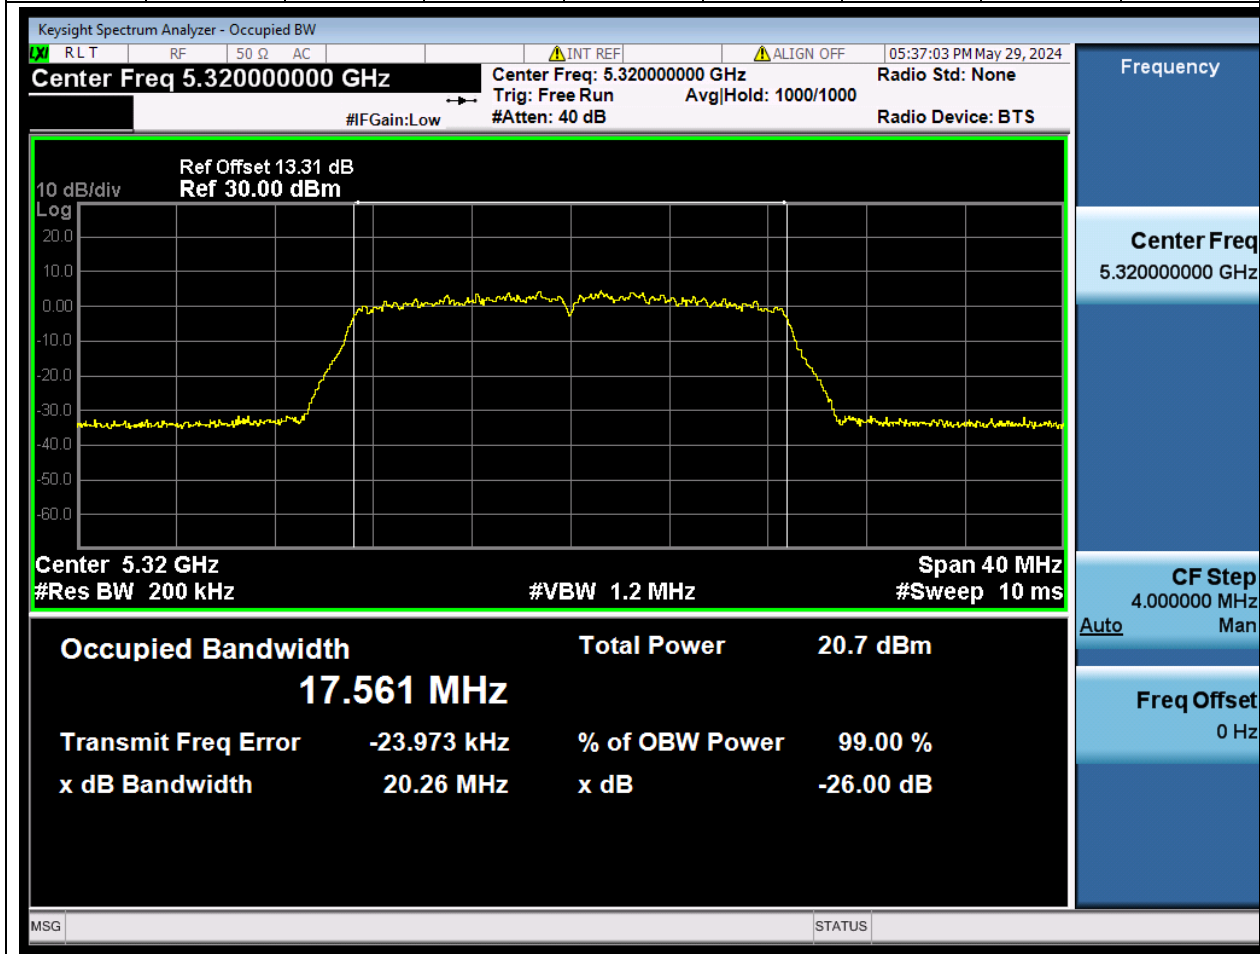 Keysight Spectrum Analyzer - Occupied BW
LXI RLT RF 50 Ω AC INT REF ALIGN OFF 05:37:03 PM May 29, 2024
Center Freq 5.320000000 GHz
Center Freq: 5.320000000 GHz Radio Std: None
Trig: Free Run Avg|Hold: 1000/1000
#IFGain:Low #Atten: 40 dB Radio Device: BTS
Ref Offset 13.31 dB
10 dB/div Ref 30.00 dBm
Log
20.0
10.0
0.00
-10.0
-20.0
-30.0
-40.0
-50.0
-60.0
Center 5.32 GHz Span 40 MHz
#Res BW 200 kHz #VBW 1.2 MHz #Sweep 10 ms
Occupied Bandwidth Total Power 20.7 dBm
17.561 MHz
Transmit Freq Error -23.973 kHz % of OBW Power 99.00 %
x dB Bandwidth 20.26 MHz x dB -26.00 dB
MSG STATUS
Frequency
Center Freq
5.320000000 GHz
CF Step
4.000000 MHz
Auto Man
Freq Offset
0 Hz